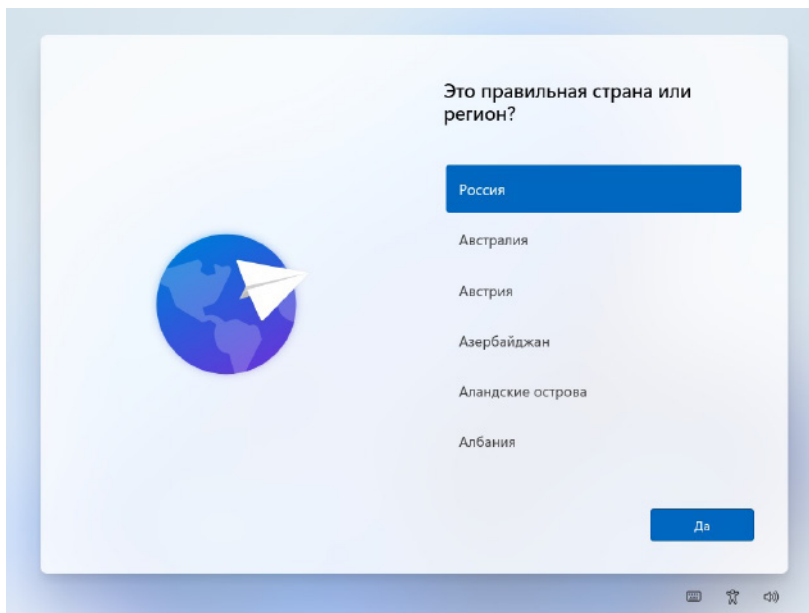 Это правильная страна или
регион?
Россия
Австралия
Австрия
Азербайджан
Аландские острова
Албания
Да